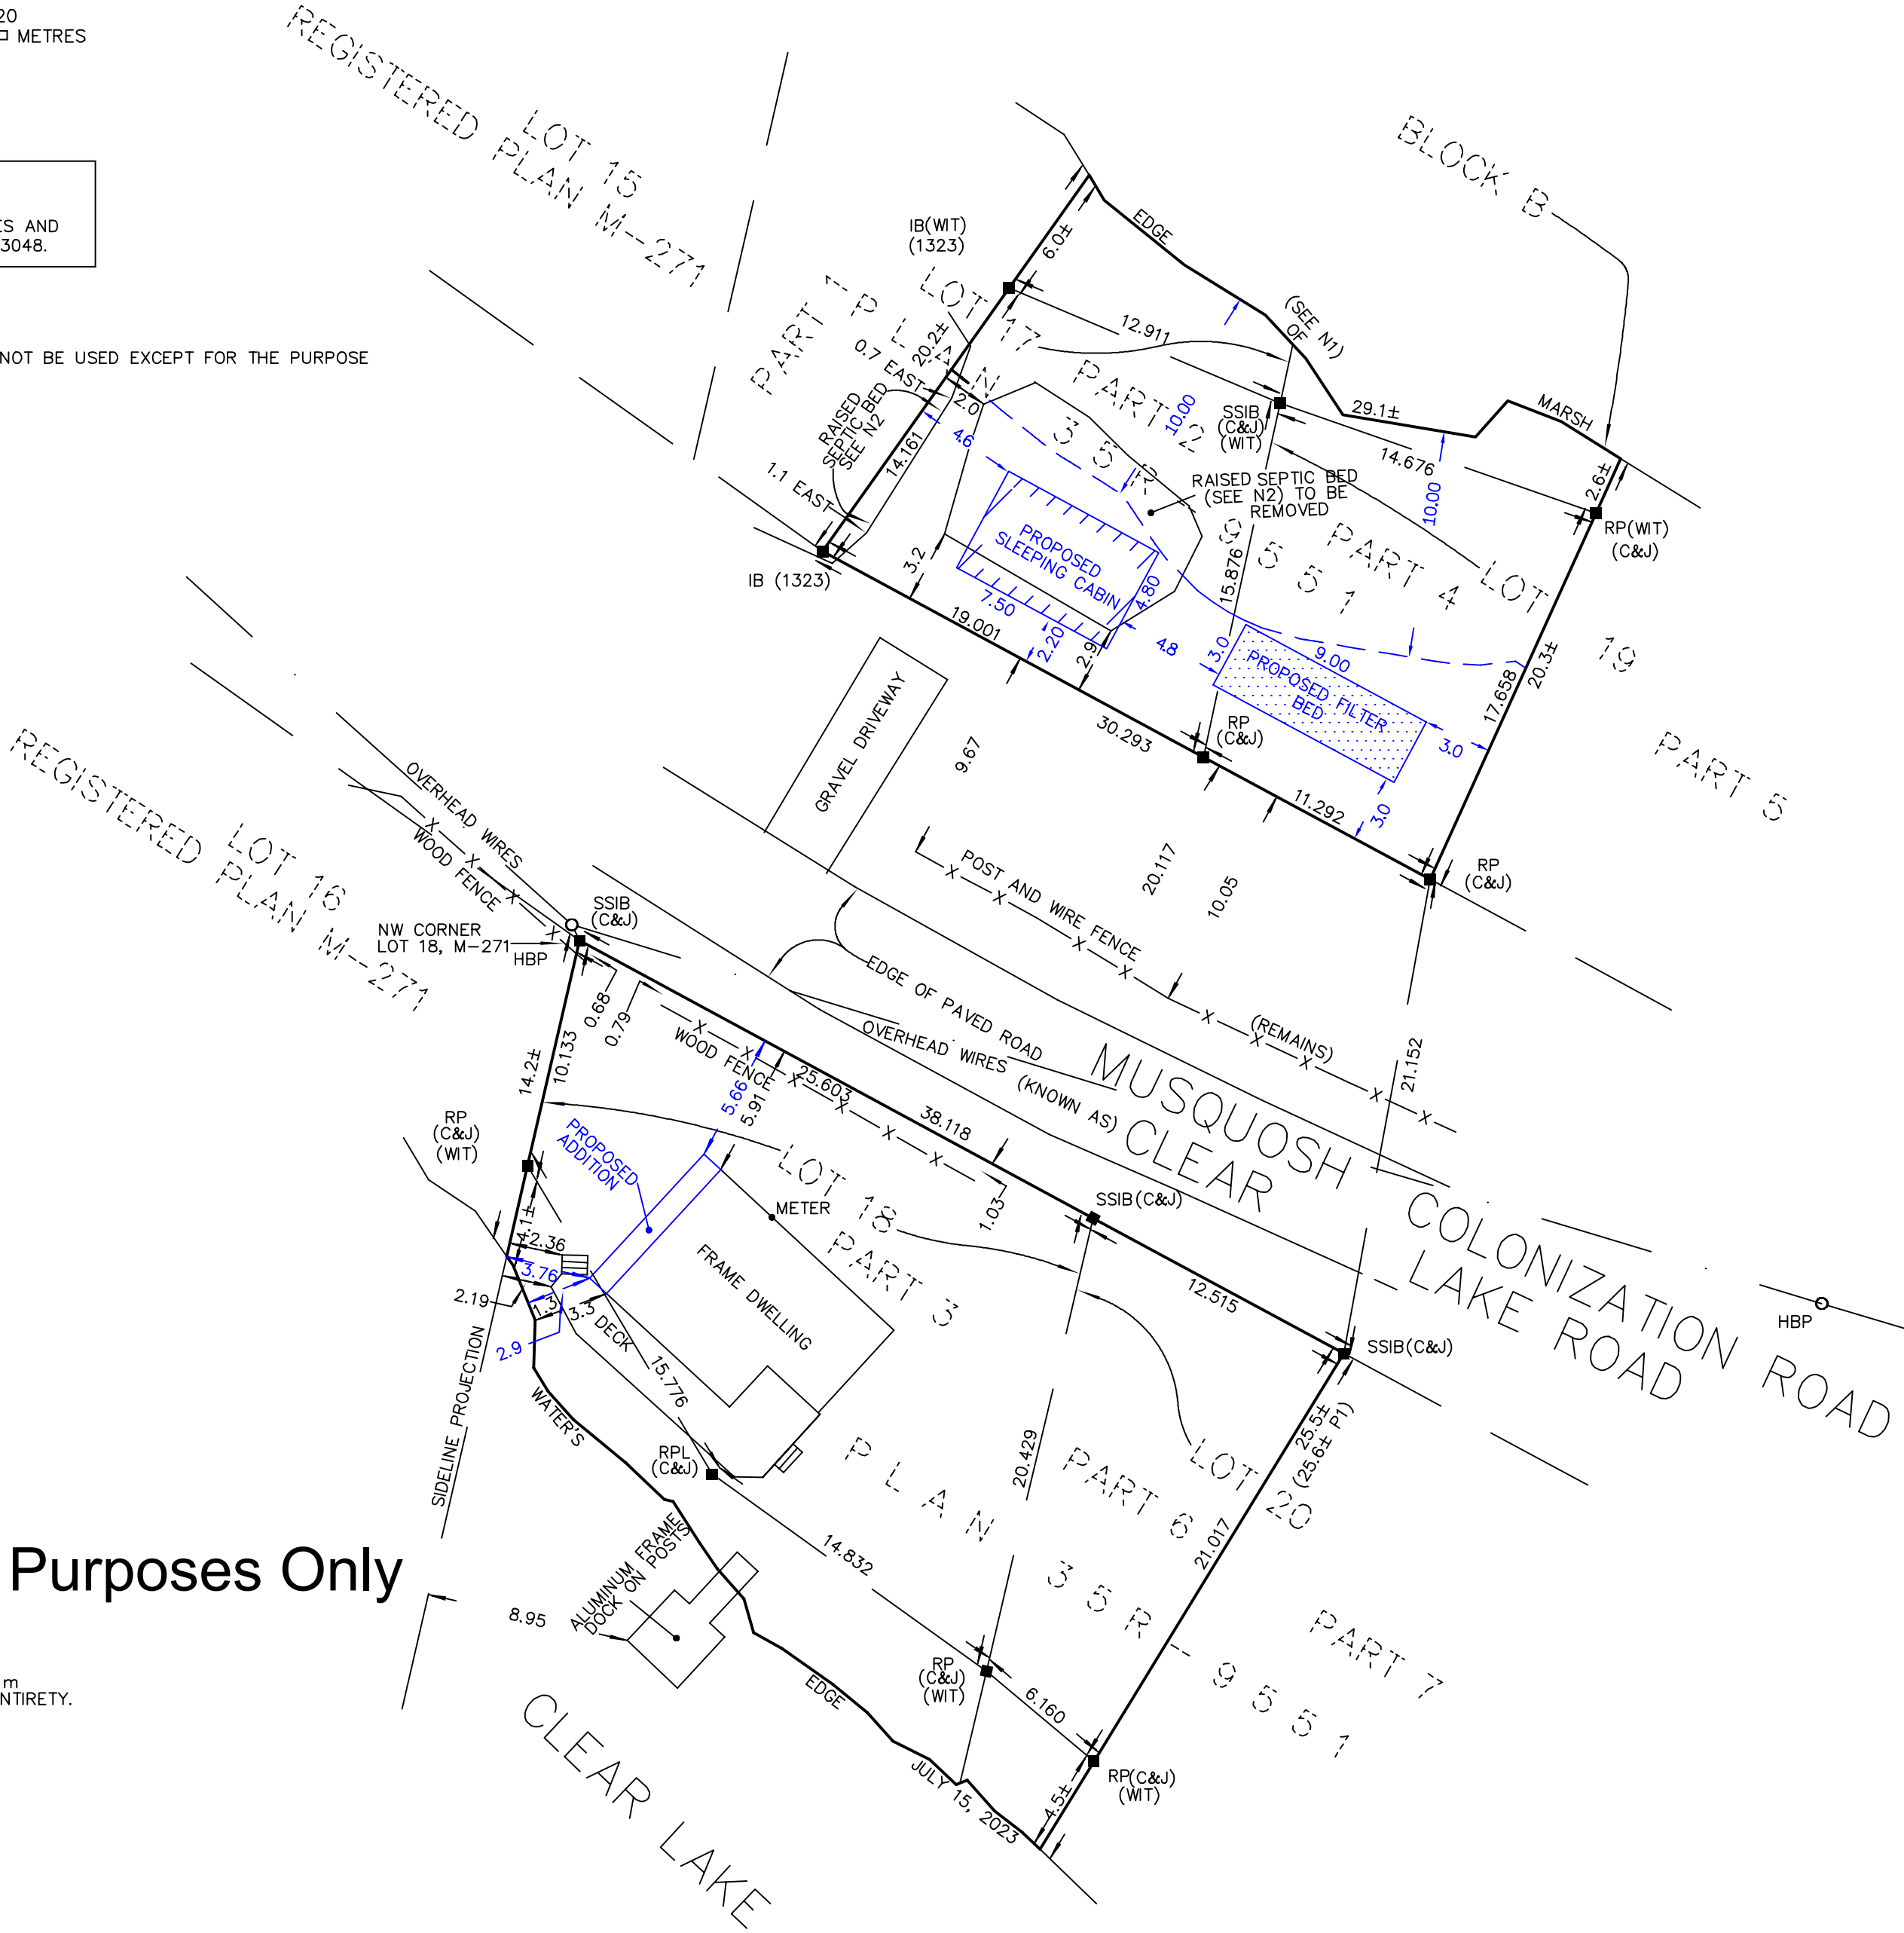 20
METRES
ES AND
3048.
NOT BE USED EXCEPT FOR THE PURPOSE
LOT 15
REGISTERED PLAN M-271
BLOCK B
IB(WIT)
(1323)
6.0±
EDGE
(SEE N1)
OF
MARSH
PART 1
PLAN
LOT 17
12.911
20.2±
0.7 EAST
2.0
RAISED
SEPTIC BED
SEE N2
4.6
14.161
1.1 EAST
IB (1323)
PART 2
10.00
SSIB
(C&J)
(WIT)
29.1±
14.676
10.00
2.6±
RP(WIT)
(C&J)
35R-9551
RAISED SEPTIC BED
(SEE N2) TO BE
REMOVED
PART 4
LOT 19
3.2
PROPOSED
SLEEPING CABIN
15.876
4.80
7.50
19.001
2.20
2.9
4.8
3.0
9.00
PROPOSED FILTER
BED
17.658
20.3±
3.0
3.0
PART 5
GRAVEL DRIVEWAY
9.67
30.293
RP
(C&J)
11.292
RP
(C&J)
20.117
10.05
POST AND WIRE FENCE
(REMAINS)
21.152
REGISTERED PLAN M-271
LOT 16
OVERHEAD WIRES
WOOD FENCE
SSIB
(C&J)
NW CORNER
LOT 18, M-271
HBP
EDGE OF PAVED ROAD
OVERHEAD WIRES
(KNOWN AS)
MUSQUOSH COLONIZATION ROAD
CLEAR LAKE ROAD
HBP
0.68
0.79
14.2±
10.133
WOOD FENCE
5.66
5.91
25.603
38.118
RP
(C&J)
(WIT)
PROPOSED
ADDITION
LOT 18
METER
1.03
SSIB(C&J)
PART 3
FRAME DWELLING
4.1±
2.36
3.76
2.19
1.3
3.3
DECK
2.9
12.515
SSIB(C&J)
SIDELINE PROJECTION
WATER'S
15.776
RPL
(C&J)
PLAN 35R-9551
20.429
PART 6
LOT 20
25.5±
(25.6± P1)
21.017
PART 7
Purposes Only
ALUMINUM FRAME
DOCK ON POSTS
8.95
14.832
RP
(C&J)
(WIT)
6.160
EDGE
m
NTIRETY.
CLEAR LAKE
JULY 15, 2023
4.5±
RP(C&J)
(WIT)